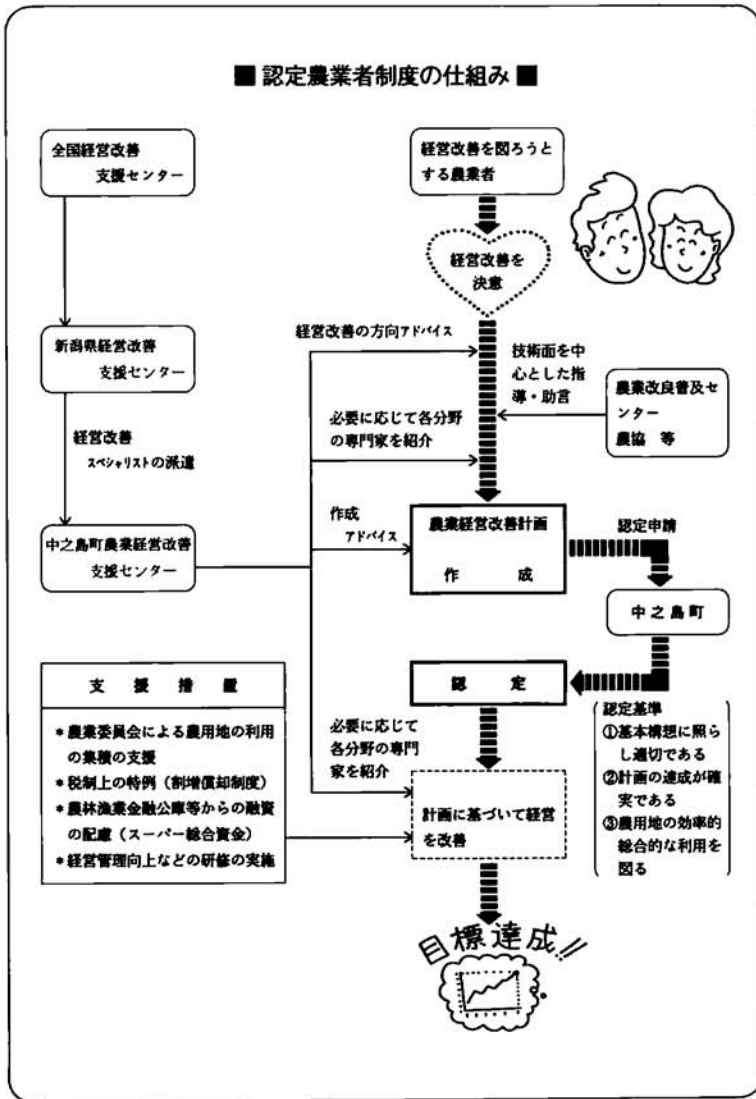 ■ 認定農業者制度の仕組み ■
全国経営改善
支援センター
新潟県経営改善
支援センター
経営改善
スペシャリストの派遣
中之島町農業経営改善
支援センター
経営改善を図ろうと
する農業者
経営改善を
決意
経営改善の方向アドバイス
技術面を中
心とした指
導・助言
農業改良普及セ
ンター
農協 等
必要に応じて各分野
の専門家を紹介
作成
アドバイス
農業経営改善計画
作 成
認定申請
中之島町
認 定
認定基準
①基本構想に照ら
し適切である
②計画の達成が確
実である
③農用地の効率的
総合的な利用を
図る
支 援 措 置
*農業委員会による農用地の利用
の集積の支援
*税制上の特例(割増償却制度)
*農林漁業金融公庫等からの融資
の配慮(スーパー総合資金)
*経営管理向上などの研修の実施
必要に応じて
各分野の専門
家を紹介
計画に基づいて経営
を改善
目標達成!!